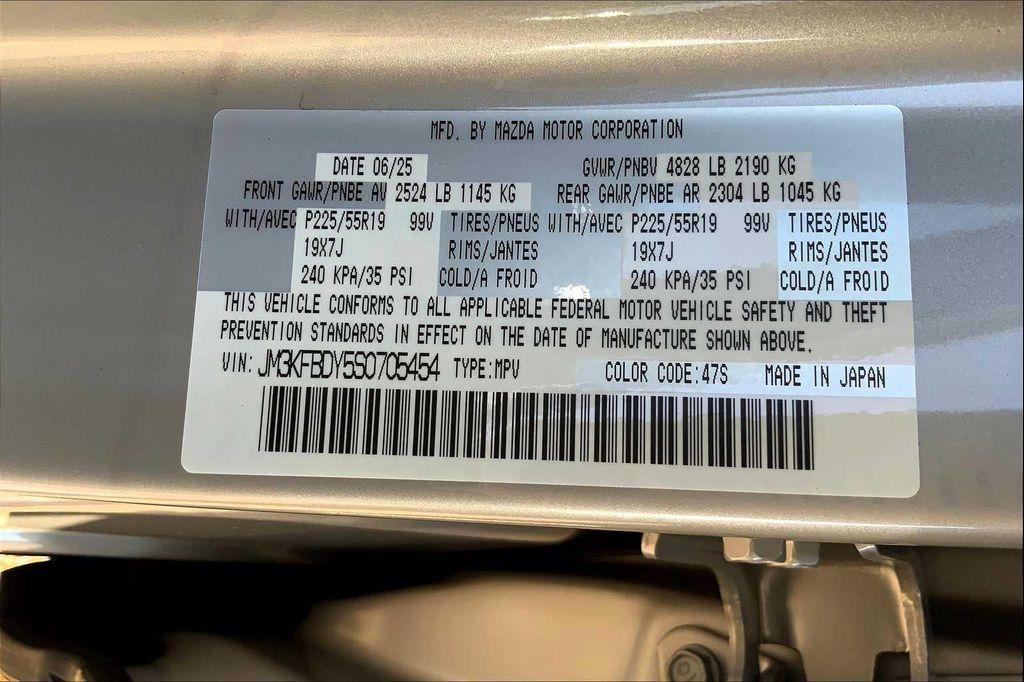 MFD. BY MAZDA MOTOR CORPORATION
DATE 06/25 GVWR/PNBV 4828 LB 2190 KG
FRONT GAWR/PNBE AV 2524 LB 1145 KG REAR GAWR/PNBE AR 2304 LB 1045 KG
WITH/AVEC P225/55R19 99V TIRES/PNEUS WITH/AVEC P225/55R19 99V TIRES/PNEUS
19X7J RIMS/JANTES 19X7J RIMS/JANTES
240 KPA/35 PSI COLD/A FROID 240 KPA/35 PSI COLD/A FROID
THIS VEHICLE CONFORMS TO ALL APPLICABLE FEDERAL MOTOR VEHICLE SAFETY AND THEFT
PREVENTION STANDARDS IN EFFECT ON THE DATE OF MANUFACTURE SHOWN ABOVE.
VIN: JM3KFBDY5S0705454 TYPE:MPV COLOR CODE:47S MADE IN JAPAN